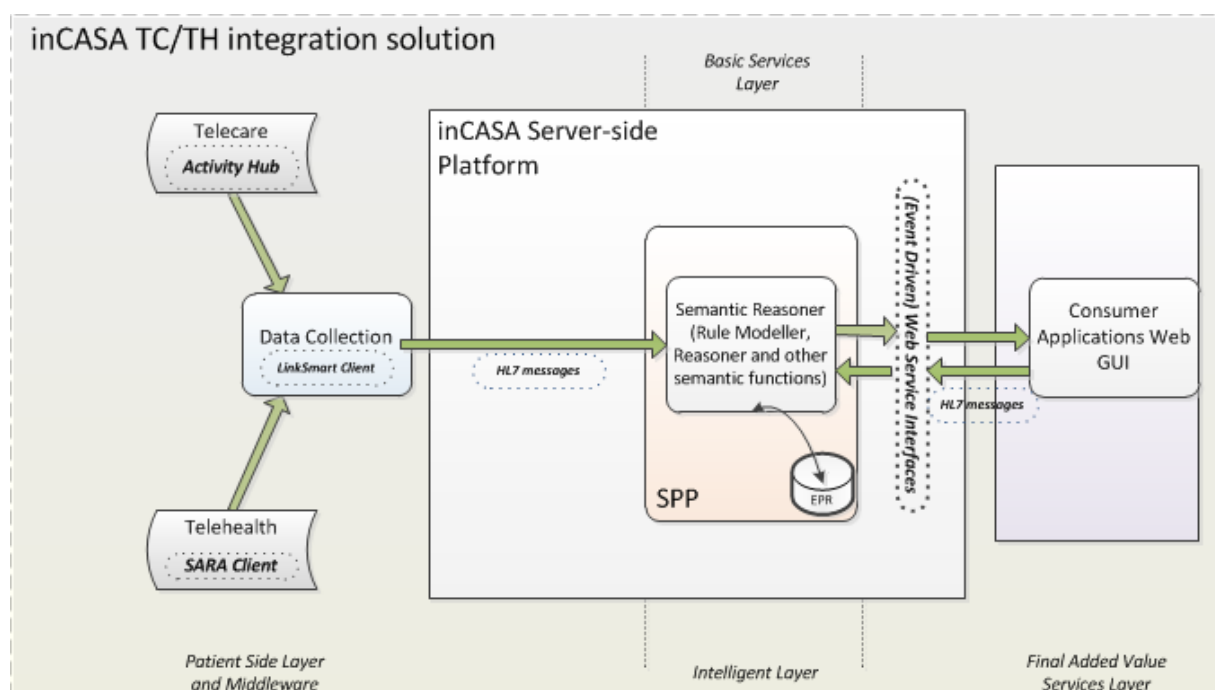 inCASA TC/TH integration solution
Basic Services
Layer
Telecare
Activity Hub
inCASA Server-side
Platform
Data Collection
LinkSmart Client
HL7 messages
Semantic Reasoner
(Rule Modeller,
Reasoner and other
semantic functions)
EPR
SPP
(Event Driven) Web Service Interfaces
Consumer
Applications Web
GUI
HL7 messages
Telehealth
SARA Client
Patient Side Layer
and Middleware
Intelligent Layer
Final Added Value
Services Layer